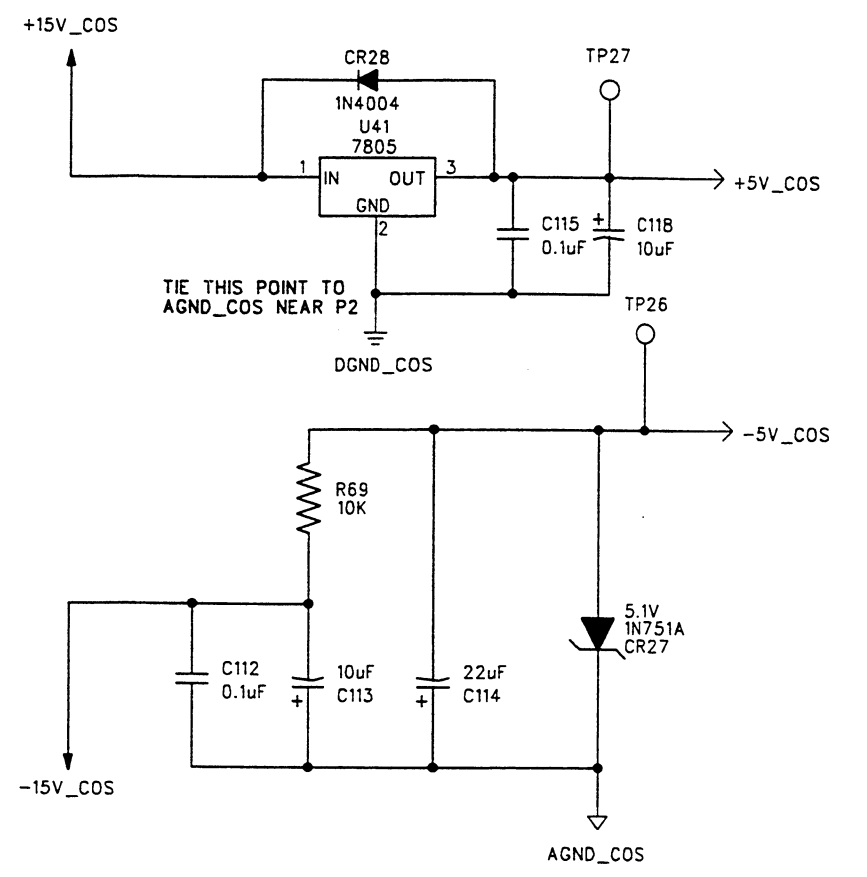 +15V_COS
CR28
1N4004
U41
7805
TP27
1
IN
OUT
3
GND
2
+5V_COS
C115
0.1uF
+
C118
10uF
TIE THIS POINT TO
AGND_COS NEAR P2
DGND_COS
TP26
-5V_COS
R69
10K
5.1V
1N751A
CR27
C112
0.1uF
10uF
C113
+
22uF
C114
+
-15V_COS
AGND_COS